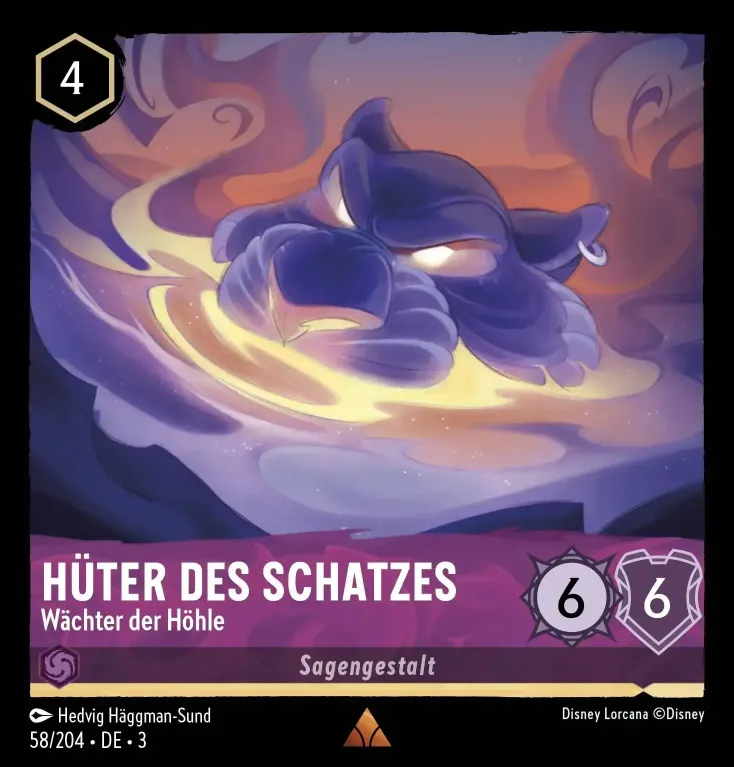 4
HÜTER DES SCHATZES
Wächter der Höhle
6
6
Sagengestalt
Hedvig Häggman-Sund
Disney Lorcana ©Disney
58/204 • DE • 3